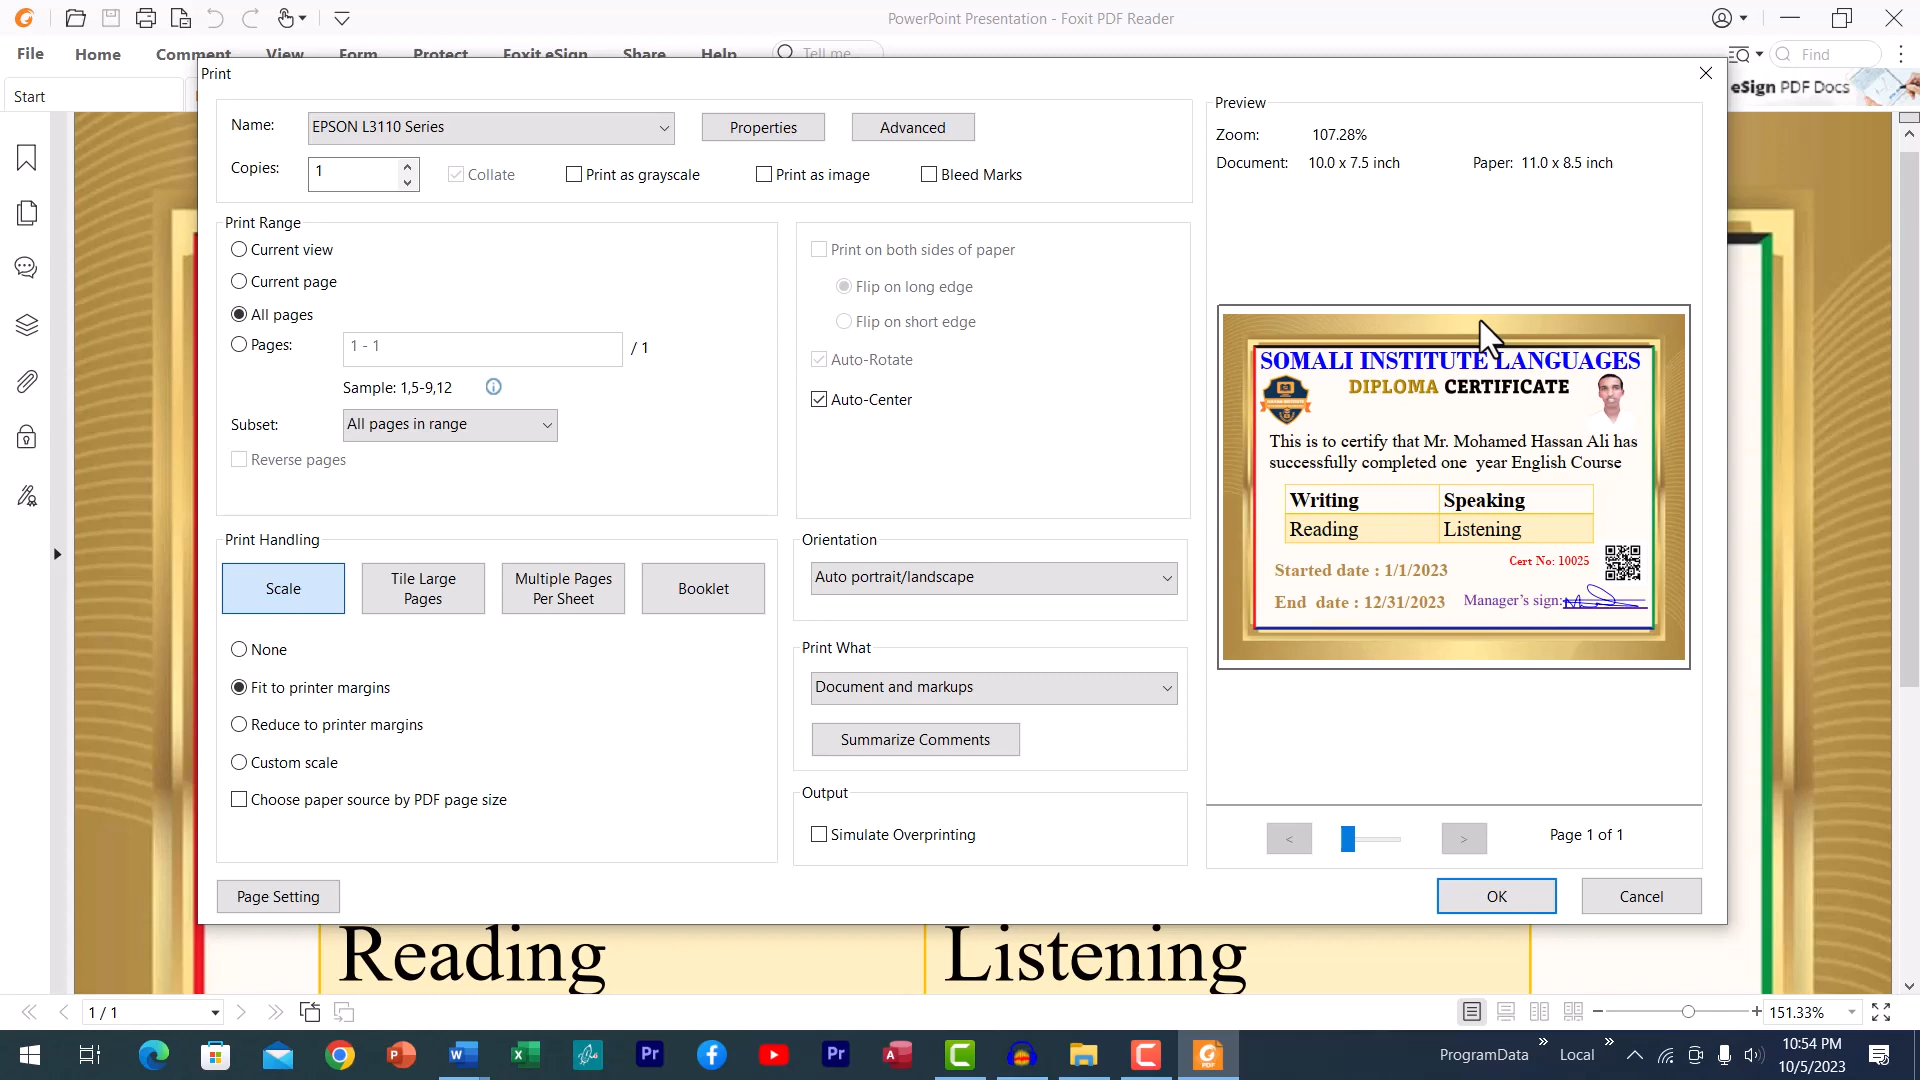 PowerPoint Presentation - Foxit PDF Reader
File Home Comment View Form Protect Foxit eSign Share Help Tell me Find
Start
eSign PDF Docs
Print
Name: EPSON L3110 Series Properties Advanced
Copies: 1 Collate Print as grayscale Print as image Bleed Marks
Print Range
Current view
Current page
All pages
Pages: 1 - 1 / 1
Sample: 1,5-9,12
Subset: All pages in range
Reverse pages
Print on both sides of paper
Flip on long edge
Flip on short edge
Auto-Rotate
Auto-Center
Print Handling
Scale Tile Large Pages Multiple Pages Per Sheet Booklet
None
Fit to printer margins
Reduce to printer margins
Custom scale
Choose paper source by PDF page size
Orientation
Auto portrait/landscape
Print What
Document and markups
Summarize Comments
Output
Simulate Overprinting
Preview
Zoom: 107.28%
Document: 10.0 x 7.5 inch Paper: 11.0 x 8.5 inch
SOMALI INSTITUTE LANGUAGES
DIPLOMA CERTIFICATE
This is to certify that Mr. Mohamed Hassan Ali has
successfully completed one year English Course
Writing Speaking
Reading Listening
Cert No: 10025
Started date : 1/1/2023
End date : 12/31/2023 Manager's sign:
< > Page 1 of 1
Page Setting OK Cancel
Reading Listening
1 / 1 151.33%
ProgramData Local 10:54 PM
10/5/2023